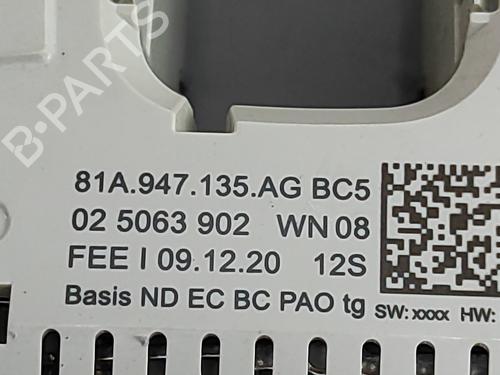 B-PARTS
81A.947.135.AG BC5
02 5063 902 WN 08
FEE I 09.12.20 12S
Basis ND EC BC PAO tg
SW: xxxx HW: